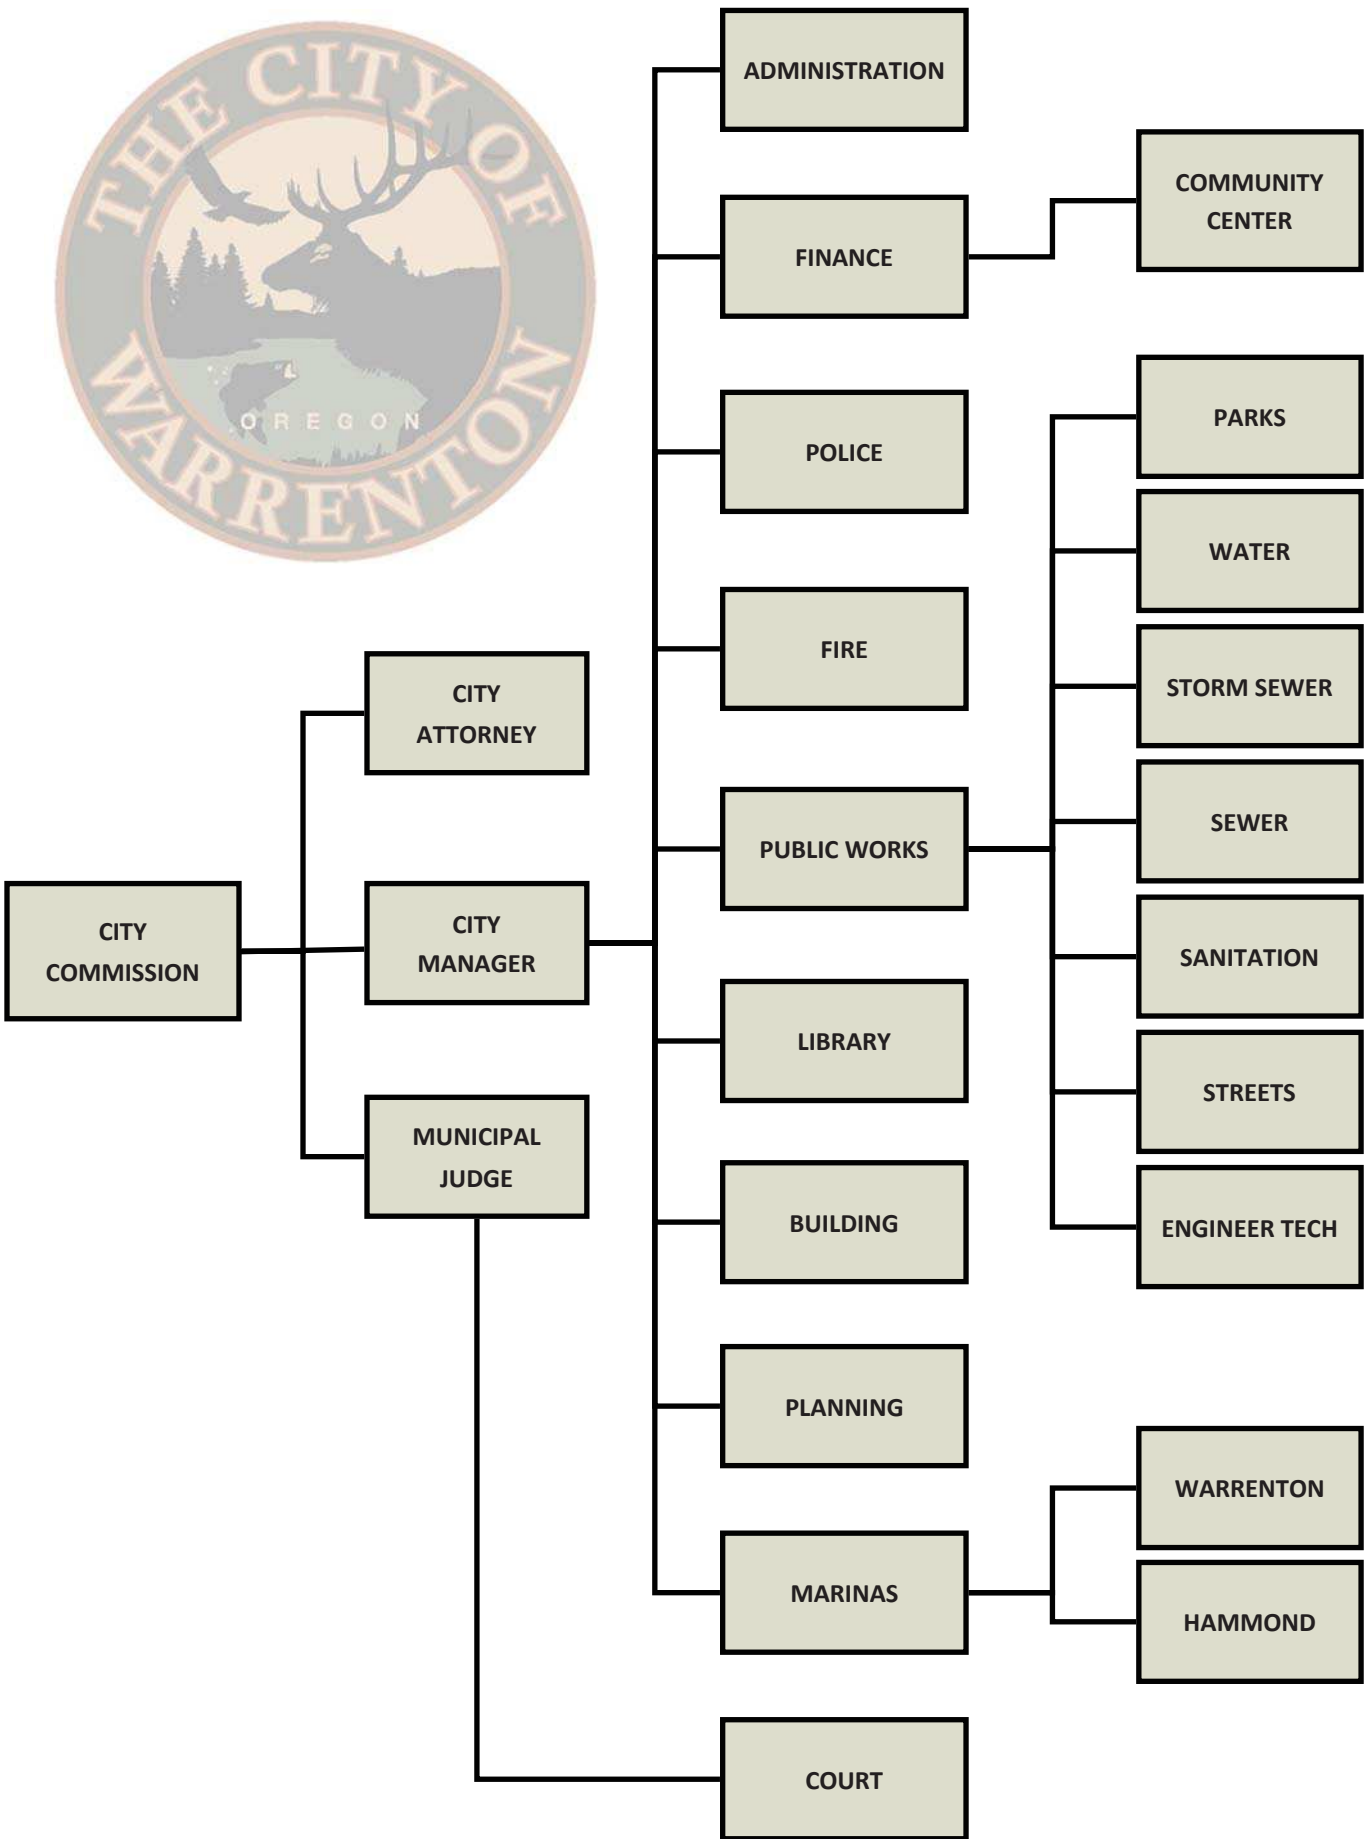 THE CITY OF
WARRENTON
OREGON
ADMINISTRATION
FINANCE
COMMUNITY
CENTER
POLICE
FIRE
PUBLIC WORKS
PARKS
WATER
STORM SEWER
SEWER
SANITATION
STREETS
ENGINEER TECH
CITY
ATTORNEY
CITY
COMMISSION
CITY
MANAGER
MUNICIPAL
JUDGE
LIBRARY
BUILDING
PLANNING
MARINAS
WARRENTON
HAMMOND
COURT